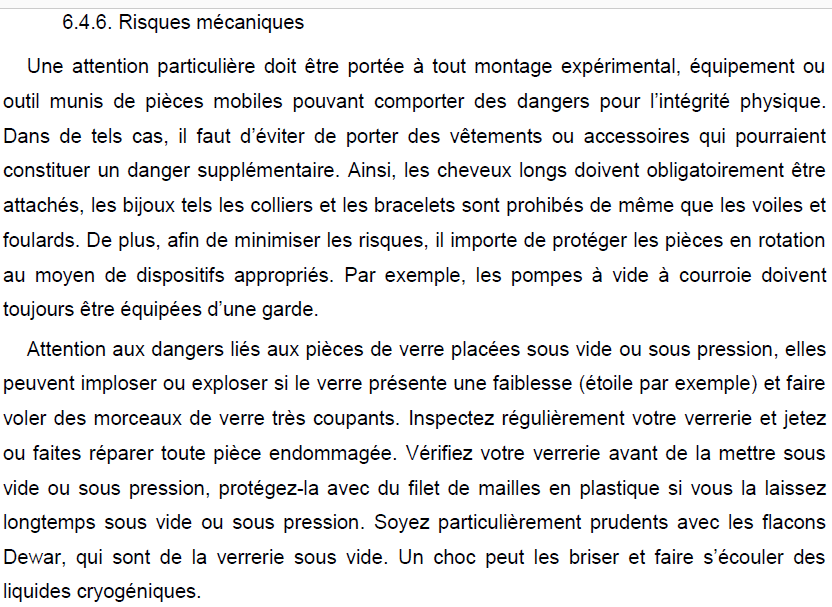 6.4.6. Risques mécaniques
Une attention particulière doit être portée à tout montage expérimental, équipement ou
outil munis de pièces mobiles pouvant comporter des dangers pour l’intégrité physique.
Dans de tels cas, il faut d’éviter de porter des vêtements ou accessoires qui pourraient
constituer un danger supplémentaire. Ainsi, les cheveux longs doivent obligatoirement être
attachés, les bijoux tels les colliers et les bracelets sont prohibés de même que les voiles et
foulards. De plus, afin de minimiser les risques, il importe de protéger les pièces en rotation
au moyen de dispositifs appropriés. Par exemple, les pompes à vide à courroie doivent
toujours être équipées d’une garde.
Attention aux dangers liés aux pièces de verre placées sous vide ou sous pression, elles
peuvent imploser ou exploser si le verre présente une faiblesse (étoile par exemple) et faire
voler des morceaux de verre très coupants. Inspectez régulièrement votre verrerie et jetez
ou faites réparer toute pièce endommagée. Vérifiez votre verrerie avant de la mettre sous
vide ou sous pression, protégez-la avec du filet de mailles en plastique si vous la laissez
longtemps sous vide ou sous pression. Soyez particulièrement prudents avec les flacons
Dewar, qui sont de la verrerie sous vide. Un choc peut les briser et faire s’écouler des
liquides cryogéniques.